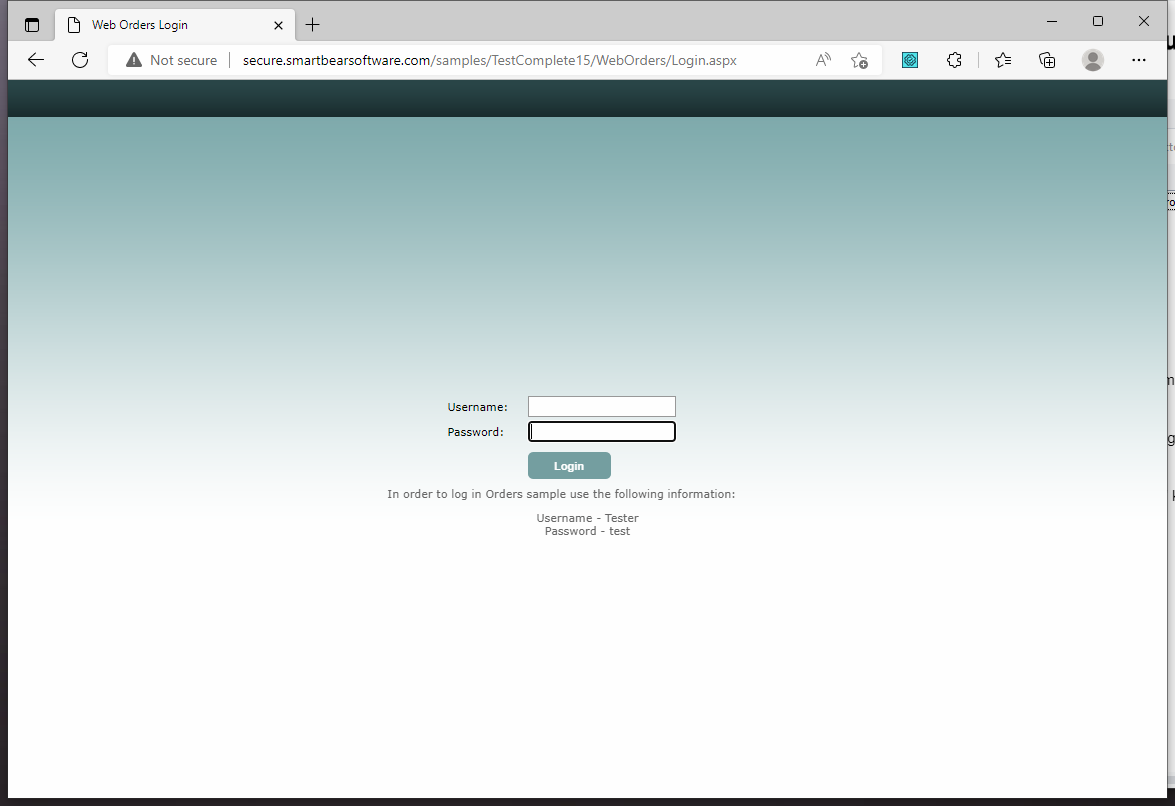 Web Orders Login
Not secure
secure.smartbearsoftware.com/samples/TestComplete15/WebOrders/Login.aspx
Username:
Password:
Login
In order to log in Orders sample use the following information:
Username - Tester
Password - test